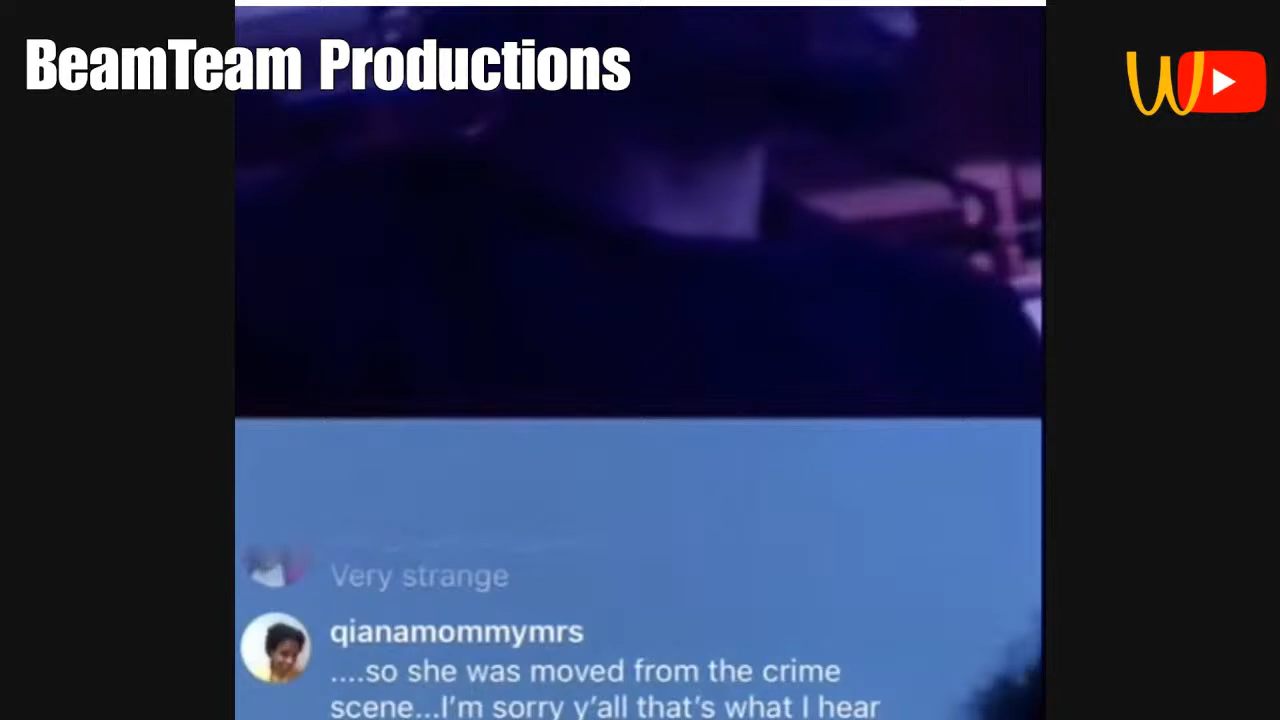 BeamTeam Productions
W
Very strange
qianamommymrs
....so she was moved from the crime
scene...I'm sorry y'all that's what I hear